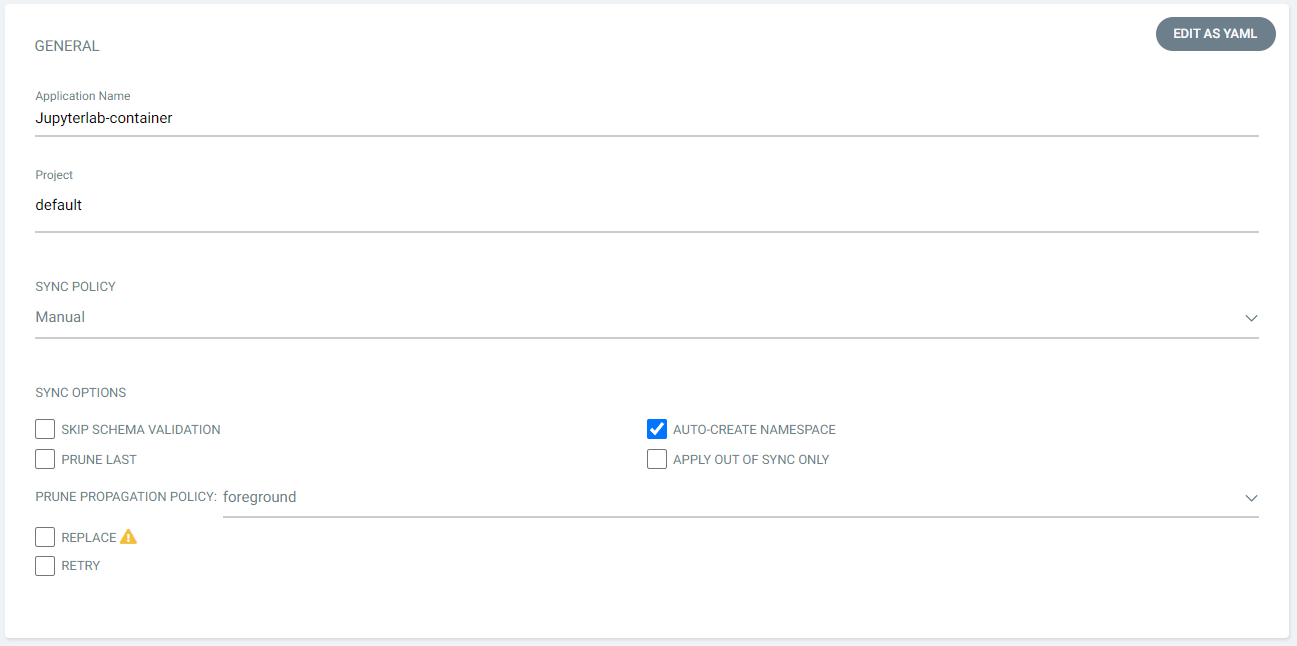 GENERAL
EDIT AS YAML
Application Name
Jupyterlab-container
Project
default
SYNC POLICY
Manual
SYNC OPTIONS
SKIP SCHEMA VALIDATION
AUTO-CREATE NAMESPACE
PRUNE LAST
APPLY OUT OF SYNC ONLY
PRUNE PROPAGATION POLICY: foreground
REPLACE
RETRY